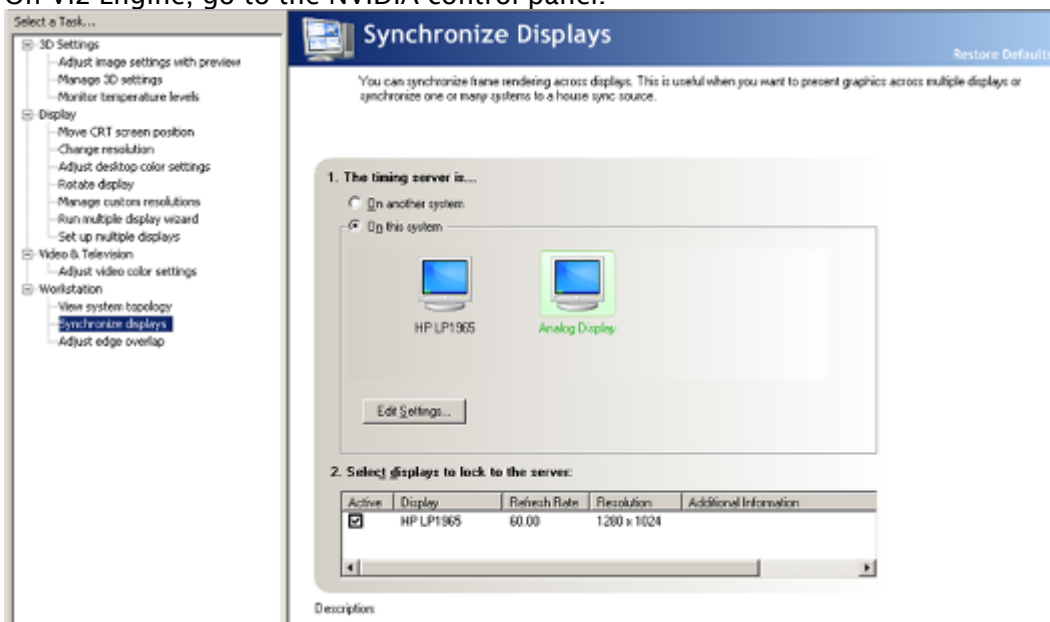 On Viz Engine, go to the NVIDIA control panel.
Select a Task...
3D Settings
Adjust image settings with preview
Manage 3D settings
Monitor temperature levels
Display
Move CRT screen position
Change resolution
Adjust desktop color settings
Rotate display
Manage custom resolutions
Run multiple display wizard
Set up multiple displays
Video & Television
Adjust video color settings
Workstation
View system topology
Synchronize displays
Adjust edge overlap
Synchronize Displays
Restore Defaults
You can synchronize frame rendering across displays. This is useful when you want to present graphics across multiple displays or
synchronize one or many systems to a house sync source.
1. The timing server is...
On another system
On this system
HP LP1965 Analog Display
Edit Settings...
2. Select displays to lock to the server:
Active Display Refresh Rate Resolution Additional Information
HP LP1965 60.00 1280 x 1024
Description